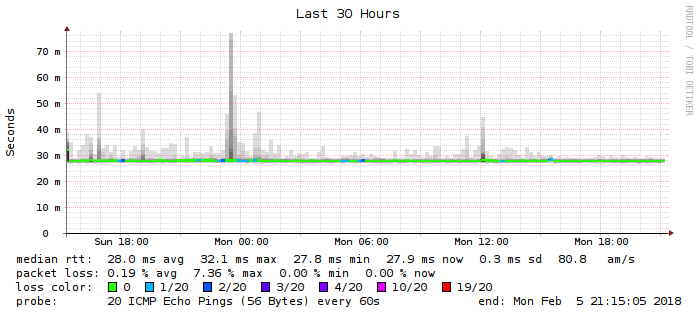 Last 30 Hours
RRDTOOL / TOBI OETIKER
Seconds
70 m
60 m
50 m
40 m
30 m
20 m
10 m
0
Sun 18:00 Mon 00:00 Mon 06:00 Mon 12:00 Mon 18:00
median rtt: 28.0 ms avg 32.1 ms max 27.8 ms min 27.9 ms now 0.3 ms sd 80.8 am/s
packet loss: 0.19 % avg 7.36 % max 0.00 % min 0.00 % now
loss color: 0 1/20 2/20 3/20 4/20 10/20 19/20
probe: 20 ICMP Echo Pings (56 Bytes) every 60s end: Mon Feb 5 21:15:05 2018